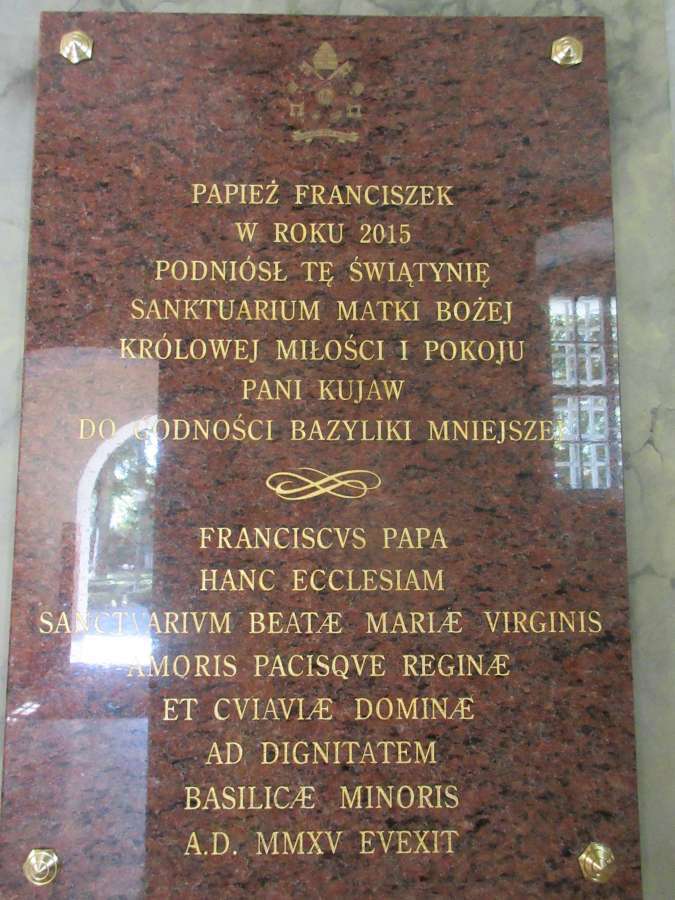 PAPIEŻ FRANCISZEK
W ROKU 2015
PODNIÓSŁ TĘ ŚWIĄTYNIĘ
SANKTUARIUM MATKI BOŻEJ
KRÓLOWEJ MIŁOŚCI I POKOJU
PANI KUJAW
DO GODNOŚCI BAZYLIKI MNIEJSZEJ
FRANCISCVS PAPA
HANC ECCLESIAM
SANCTVARIVM BEATÆ MARIÆ VIRGINIS
AMORIS PACISQVE REGINÆ
ET CVIAVIÆ DOMINÆ
AD DIGNITATEM
BASILICÆ MINORIS
A.D. MMXV EVEXIT